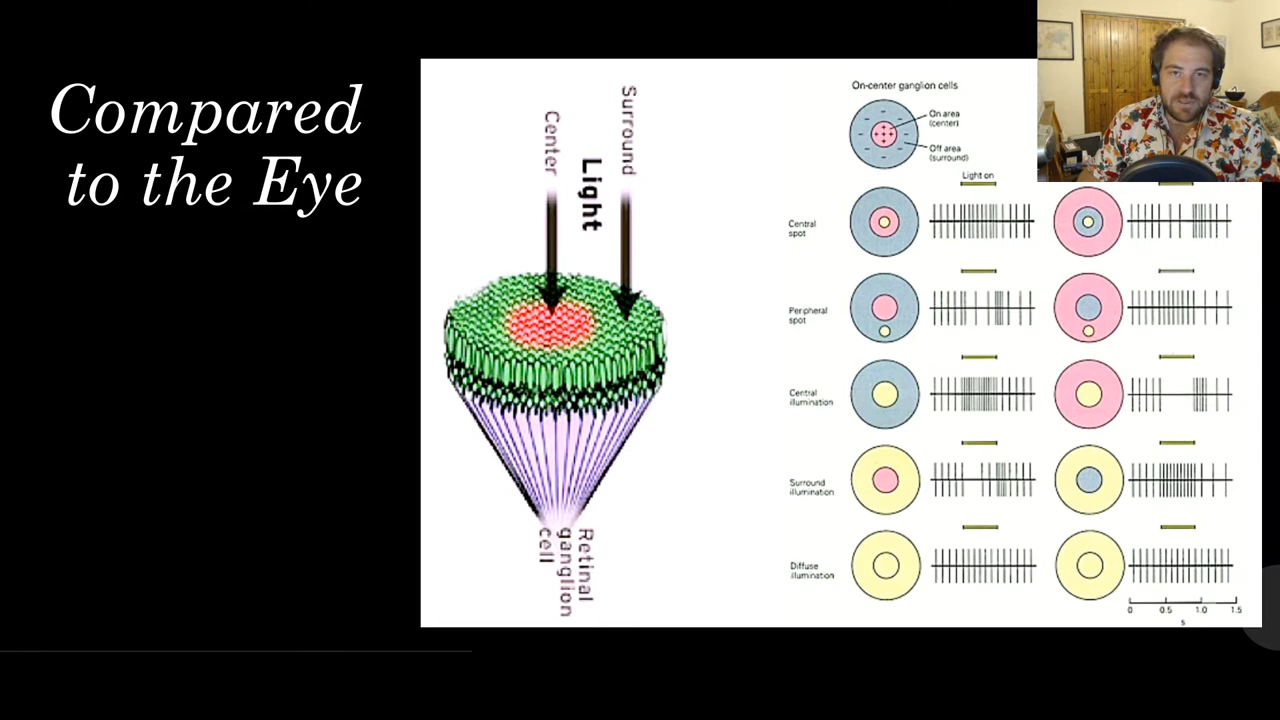 Compared
to the Eye
Center
Surround
Light
Retinal
ganglion
cell
On-center ganglion cells
On area
(center)
Off area
(surround)
Light on
Central
spot
Peripheral
spot
Central
illumination
Surround
illumination
Diffuse
illumination
0 0.5 1.0 1.5
s